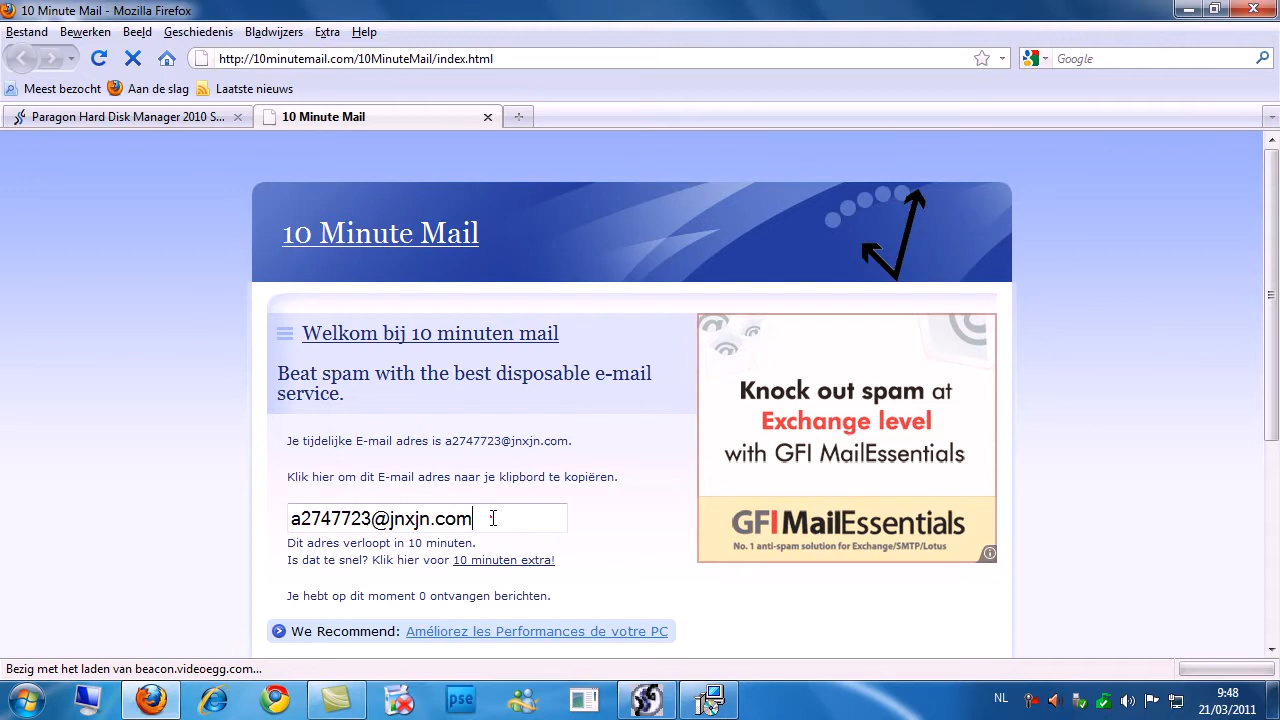 10 Minute Mail - Mozilla Firefox
Bestand Bewerken Beeld Geschiedenis Bladwijzers Extra Help
http://10minutemail.com/10MinuteMail/index.html
Google
Meest bezocht Aan de slag Laatste nieuws
Paragon Hard Disk Manager 2010 S...
10 Minute Mail
10 Minute Mail
Welkom bij 10 minuten mail
Beat spam with the best disposable e-mail
service.
Je tijdelijke E-mail adres is a2747723@jnxjn.com.
Klik hier om dit E-mail adres naar je klipbord te kopiëren.
a2747723@jnxjn.com
Dit adres verloopt in 10 minuten.
Is dat te snel? Klik hier voor 10 minuten extra!
Je hebt op dit moment 0 ontvangen berichten.
We Recommend: Améliorez les Performances de votre PC
Knock out spam at
Exchange level
with GFI MailEssentials
GFI MailEssentials
No. 1 anti-spam solution for Exchange/SMTP/Lotus
Bezig met het laden van beacon.videoegg.com...
pse
NL
9:48
21/03/2011